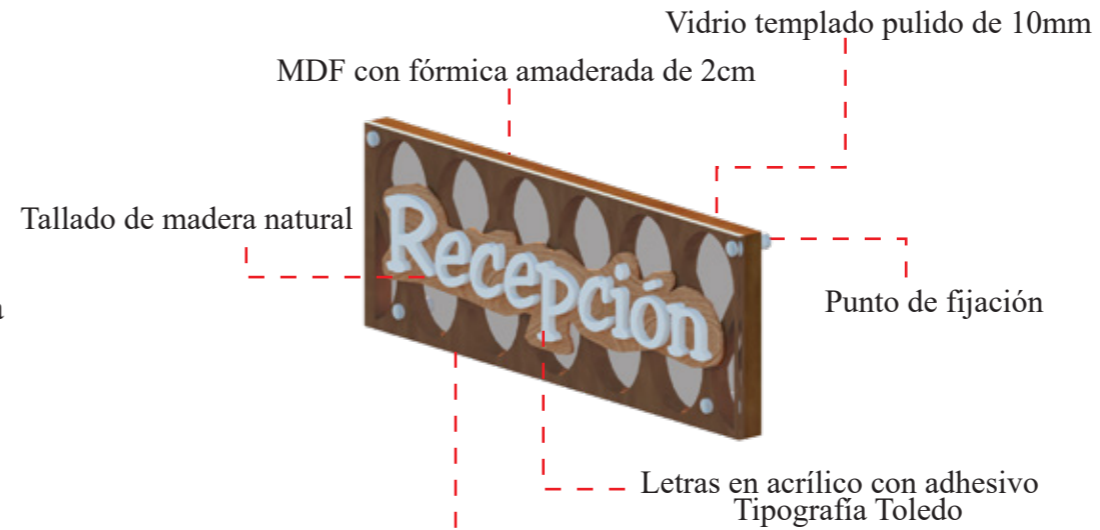 Vidrio templado pulido de 10mm
MDF con fórmica amaderada de 2cm
Tallado de madera natural
Recepción
Punto de fijación
Letras en acrílico con adhesivo
Tipografía Toledo